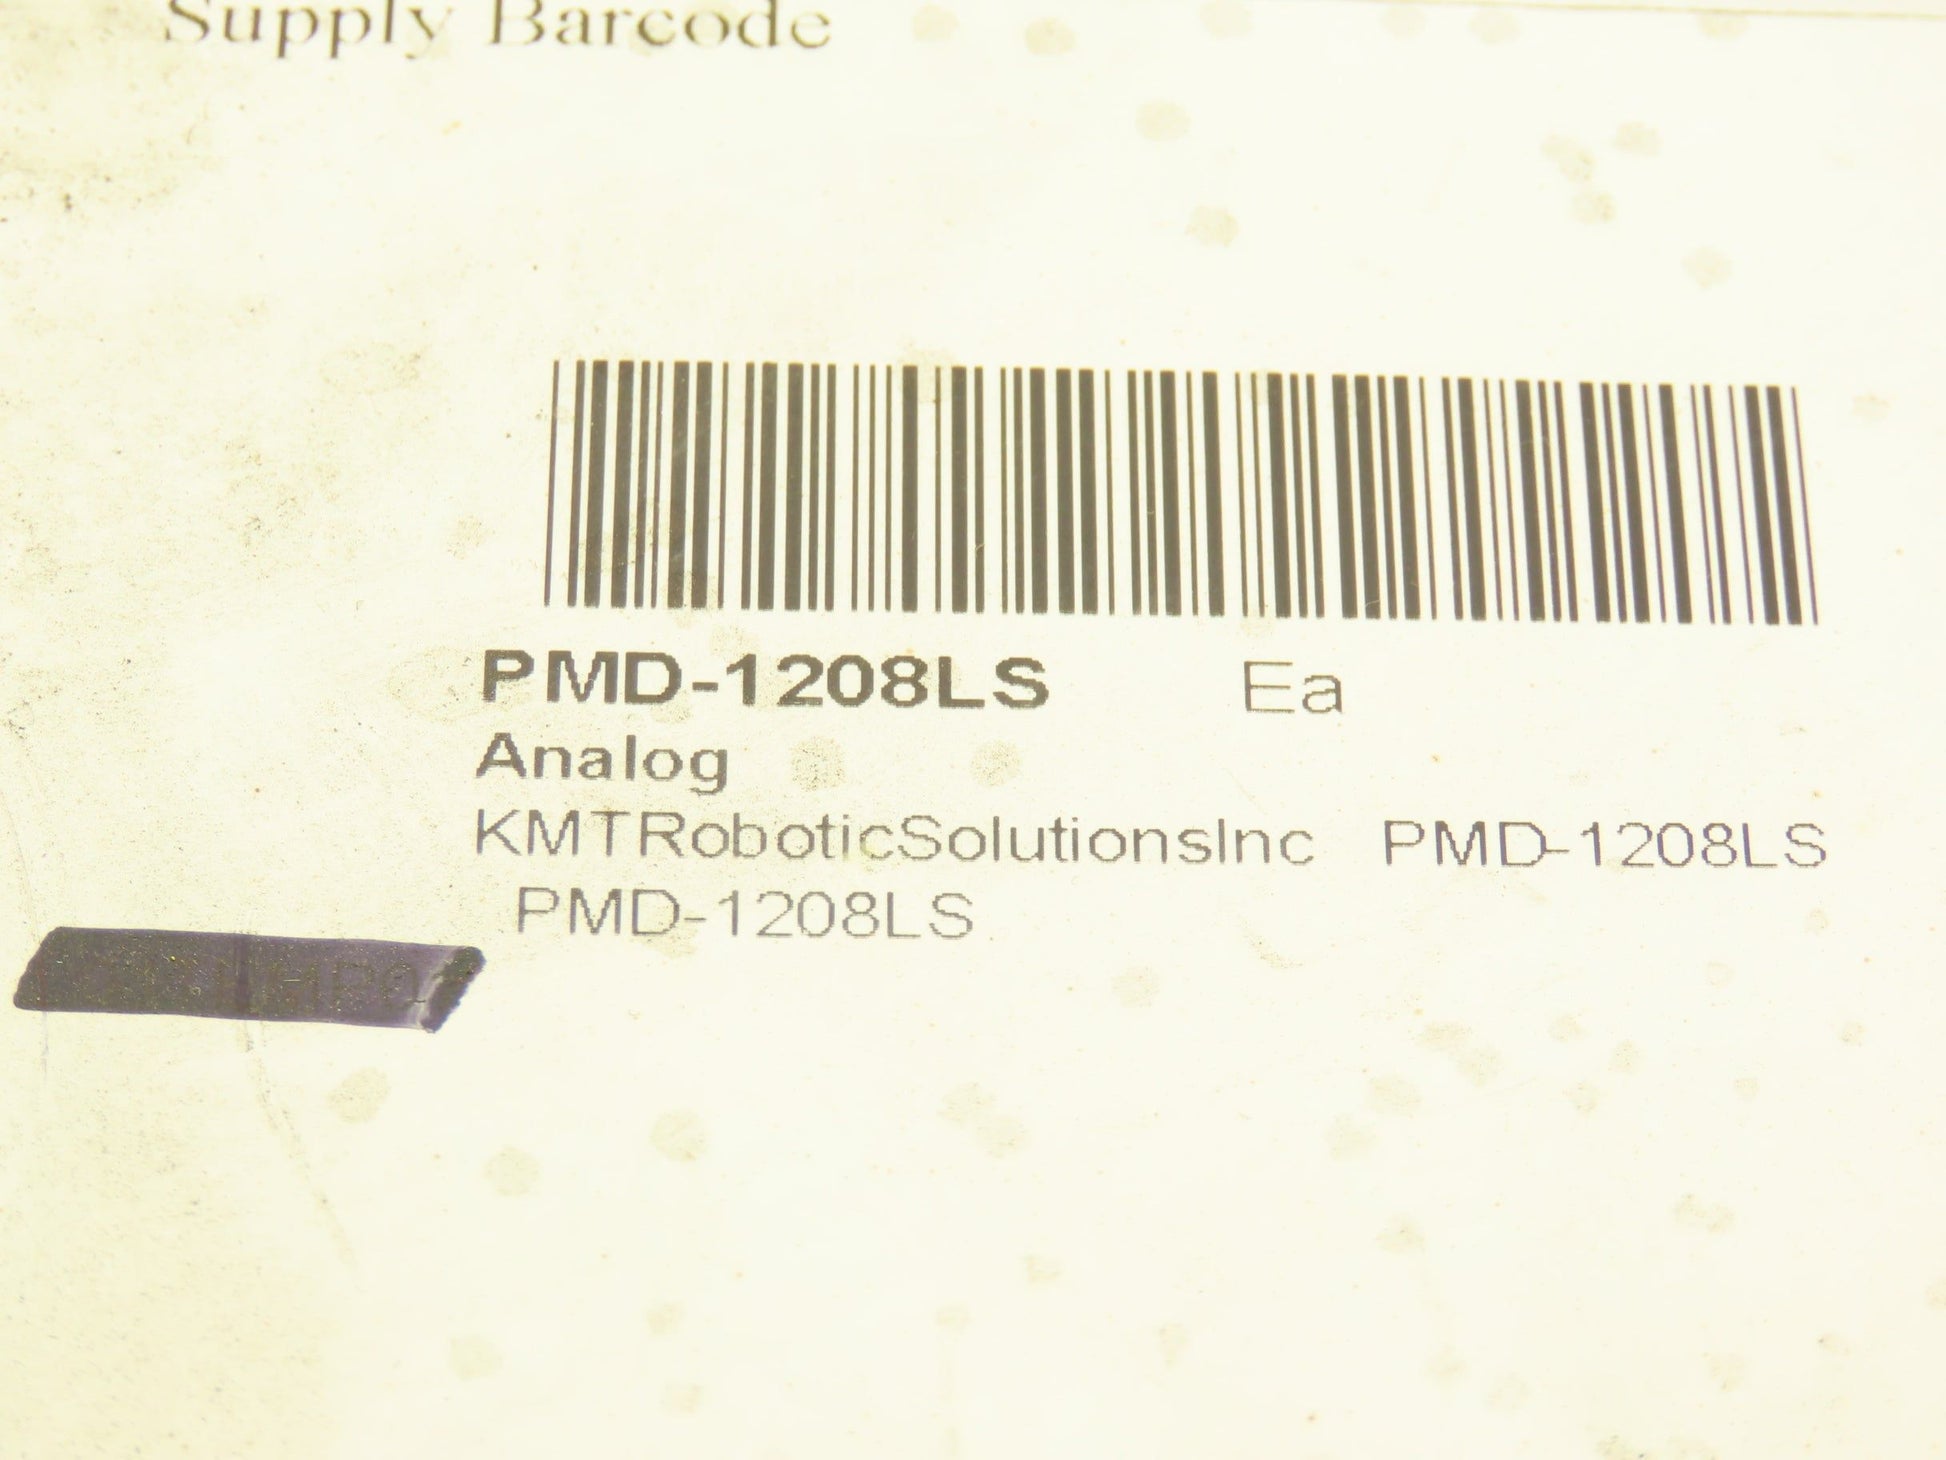 Supply Barcode
PMD-1208LS Ea
Analog
KMTRoboticSolutionsInc PMD-1208LS
PMD-1208LS